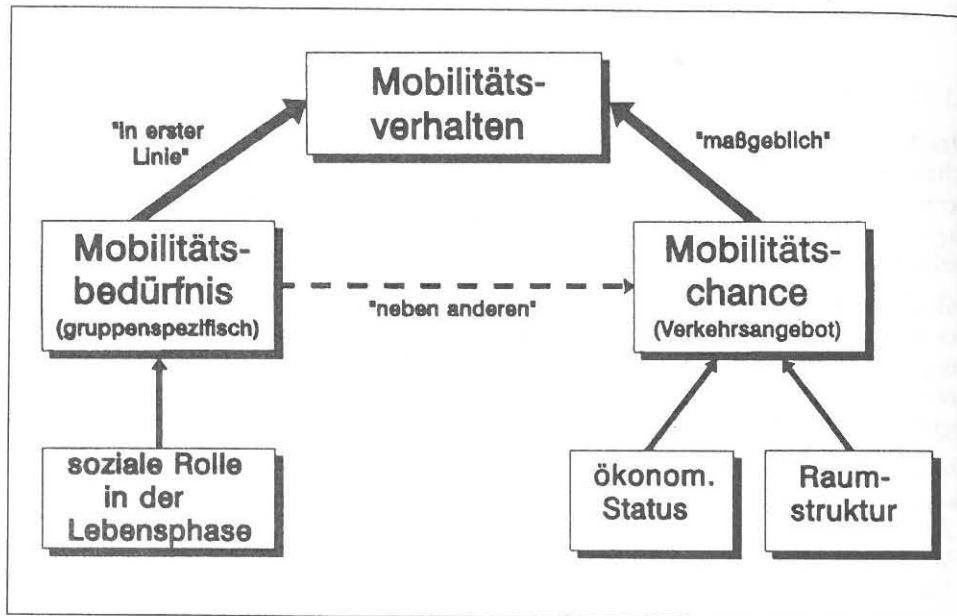 Mobilitäts-
verhalten
"in erster
Linie"
"maßgeblich"
Mobilitäts-
bedürfnis
(gruppenspezifisch)
"neben anderen"
Mobilitäts-
chance
(Verkehrsangebot)
soziale Rolle
in der
Lebensphase
ökonom.
Status
Raum-
struktur